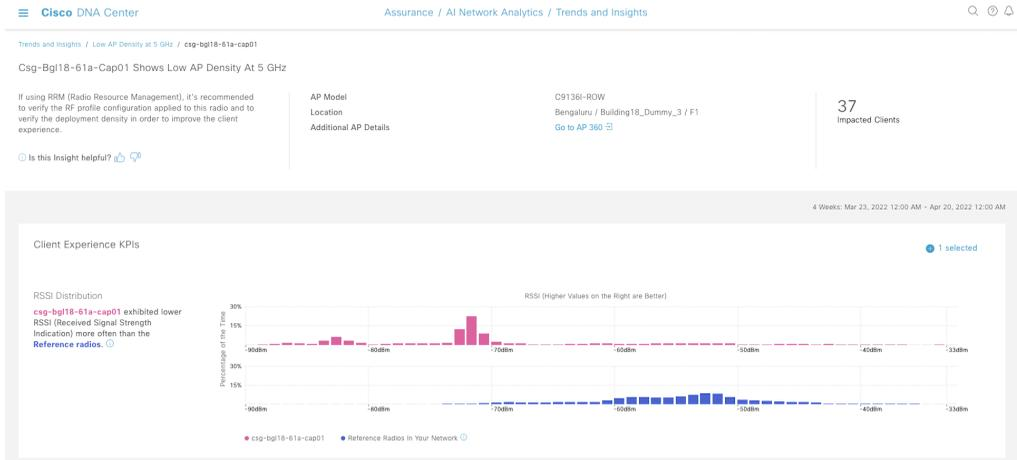 Cisco DNA Center
Assurance / AI Network Analytics / Trends and Insights
Trends and Insights / Low AP Density at 5 GHz / csg-bgl18-61a-cap01
Csg-Bgl18-61a-Cap01 Shows Low AP Density At 5 GHz
If using RRM (Radio Resource Management), it's recommended
to verify the RF profile configuration applied to this radio and to
verify the deployment density in order to improve the client
experience.
Is this Insight helpful?
AP Model C9136I-ROW
Location Bengaluru / Building18_Dummy_3 / F1
Additional AP Details Go to AP 360
37
Impacted Clients
4 Weeks: Mar 23, 2022 12:00 AM - Apr 20, 2022 12:00 AM
Client Experience KPIs
1 selected
RSSI Distribution
csg-bgl18-61a-cap01 exhibited lower
RSSI (Received Signal Strength
Indication) more often than the
Reference radios.
RSSI (Higher Values on the Right are Better)
Percentage of the Time
30%
15%
-90dBm -80dBm -70dBm -60dBm -50dBm -40dBm -33dBm
30%
15%
-90dBm -80dBm -70dBm -60dBm -50dBm -40dBm -33dBm
csg-bgl18-61a-cap01 Reference Radios In Your Network